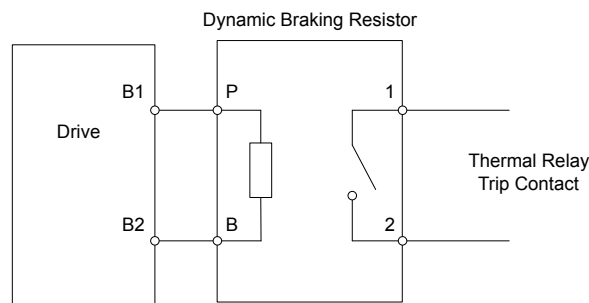 Dynamic Braking Resistor
B1
P
1
Drive
Thermal Relay
Trip Contact
B2
B
2